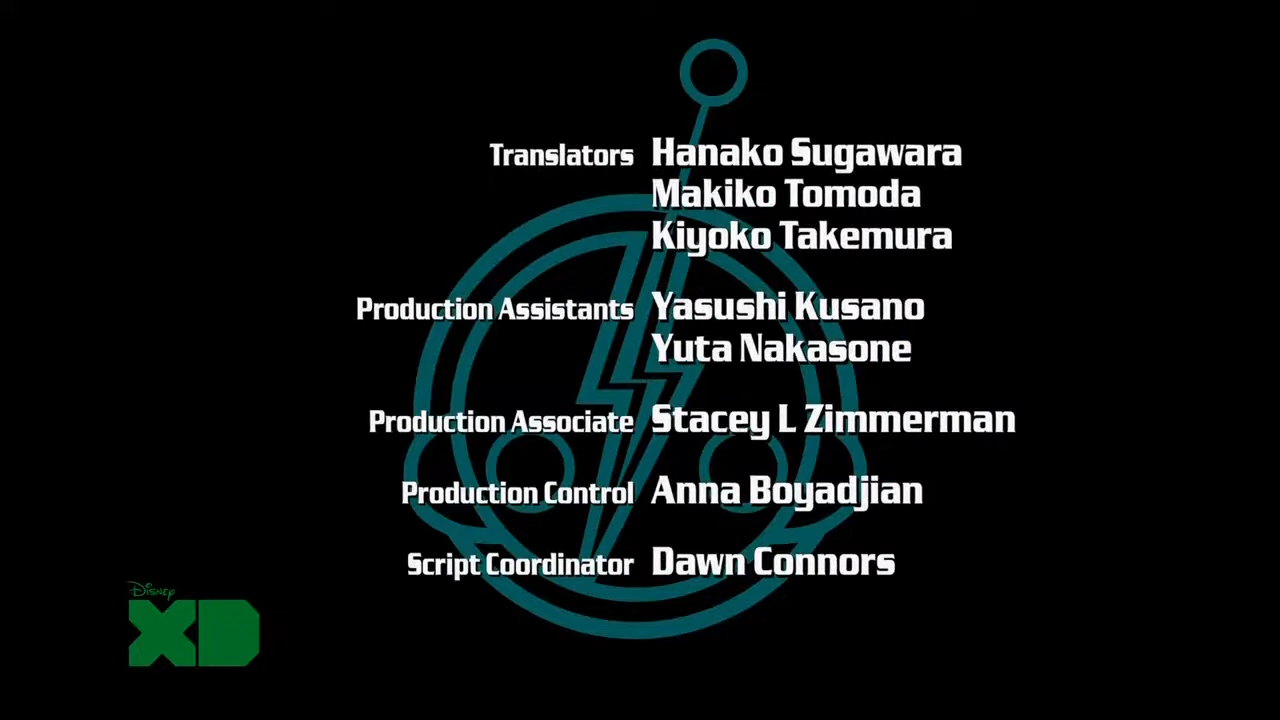 Translators Hanako Sugawara
Makiko Tomoda
Kiyoko Takemura
Production Assistants Yasushi Kusano
Yuta Nakasone
Production Associate Stacey L Zimmerman
Production Control Anna Boyadjian
Script Coordinator Dawn Connors
Disney
XD